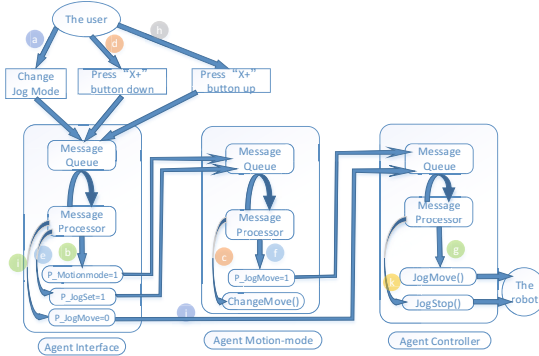 The user
a
d
h
Change
Jog Mode
Press “X+”
button down
Press “X+”
button up
Message
Queue
Message
Queue
Message
Queue
Message
Processor
Message
Processor
Message
Processor
i
e
b
c
f
g
k
P_Motionmode=1
P_JogSet=1
P_JogMove=0
P_JogMove=1
ChangeMove()
JogMove()
JogStop()
The
robot
Agent Interface
Agent Motion-mode
Agent Controller